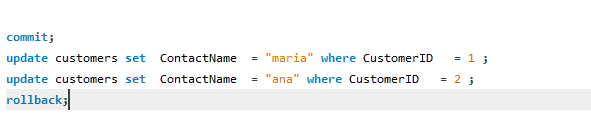 commit;
update customers set  ContactName  = "maria" where CustomerID   = 1 ;
update customers set  ContactName  = "ana" where CustomerID   = 2 ;
rollback;